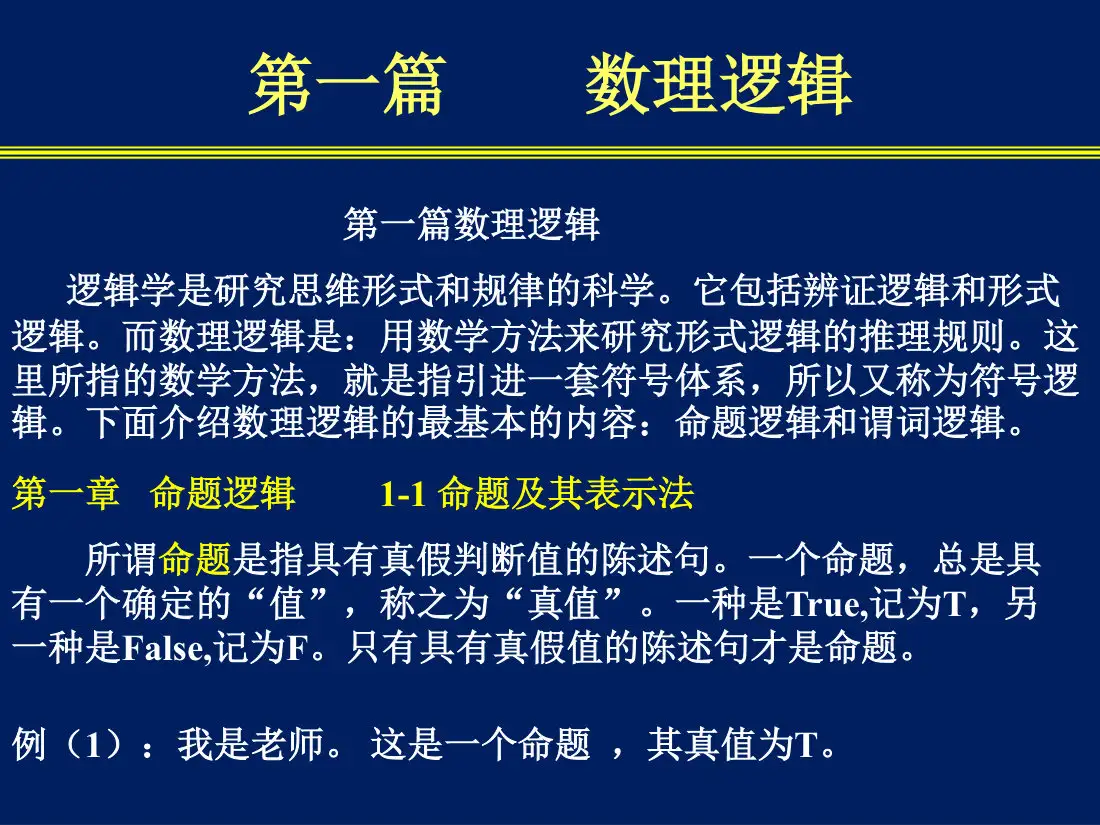 第一篇 数理逻辑
第一篇数理逻辑
逻辑学是研究思维形式和规律的科学。它包括辨证逻辑和形式
逻辑。而数理逻辑是：用数学方法来研究形式逻辑的推理规则。这
里所指的数学方法，就是指引进一套符号体系，所以又称为符号逻
辑。下面介绍数理逻辑的最基本的内容：命题逻辑和谓词逻辑。
第一章 命题逻辑 1-1 命题及其表示法
所谓命题是指具有真假判断值的陈述句。一个命题，总是具
有一个确定的“值”，称之为“真值”。一种是True,记为T，另
一种是False,记为F。只有具有真假值的陈述句才是命题。
例（1）：我是老师。 这是一个命题 ，其真值为T。